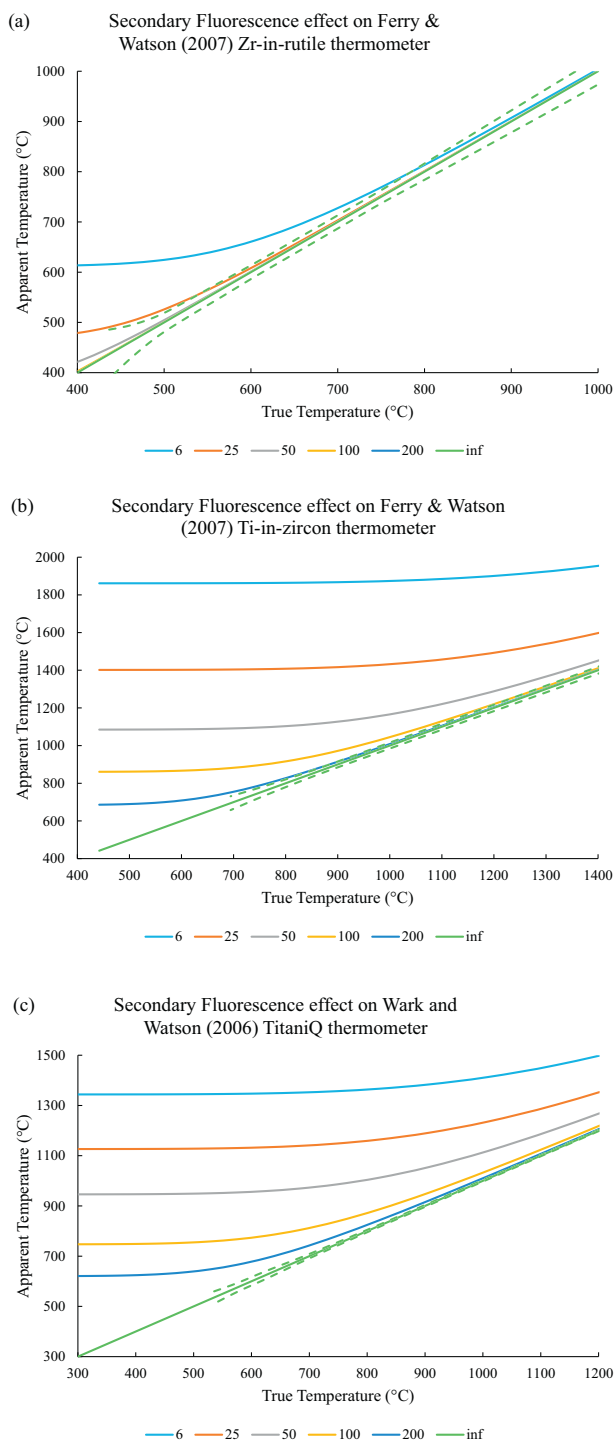 (a)
Secondary Fluorescence effect on Ferry &
Watson (2007) Zr-in-rutile thermometer
1000
900
800
700
600
500
400
Apparent Temperature (°C)
400 500 600 700 800 900 1000
True Temperature (°C)
6 25 50 100 200 inf
(b)
Secondary Fluorescence effect on Ferry & Watson
(2007) Ti-in-zircon thermometer
2000
1800
1600
1400
1200
1000
800
600
400
Apparent Temperature (°C)
400 500 600 700 800 900 1000 1100 1200 1300 1400
True Temperature (°C)
6 25 50 100 200 inf
(c)
Secondary Fluorescence effect on Wark and
Watson (2006) TitaniQ thermometer
1500
1300
1100
900
700
500
300
Apparent Temperature (°C)
300 400 500 600 700 800 900 1000 1100 1200
True Temperature (°C)
6 25 50 100 200 inf